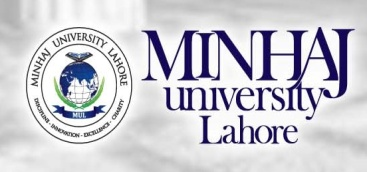 MINHAJ UNIVERSITY LAHORE
MUL
DISCIPLINE - INNOVATION - EXCELLENCE - CHARITY
MINHAJ
university
Lahore